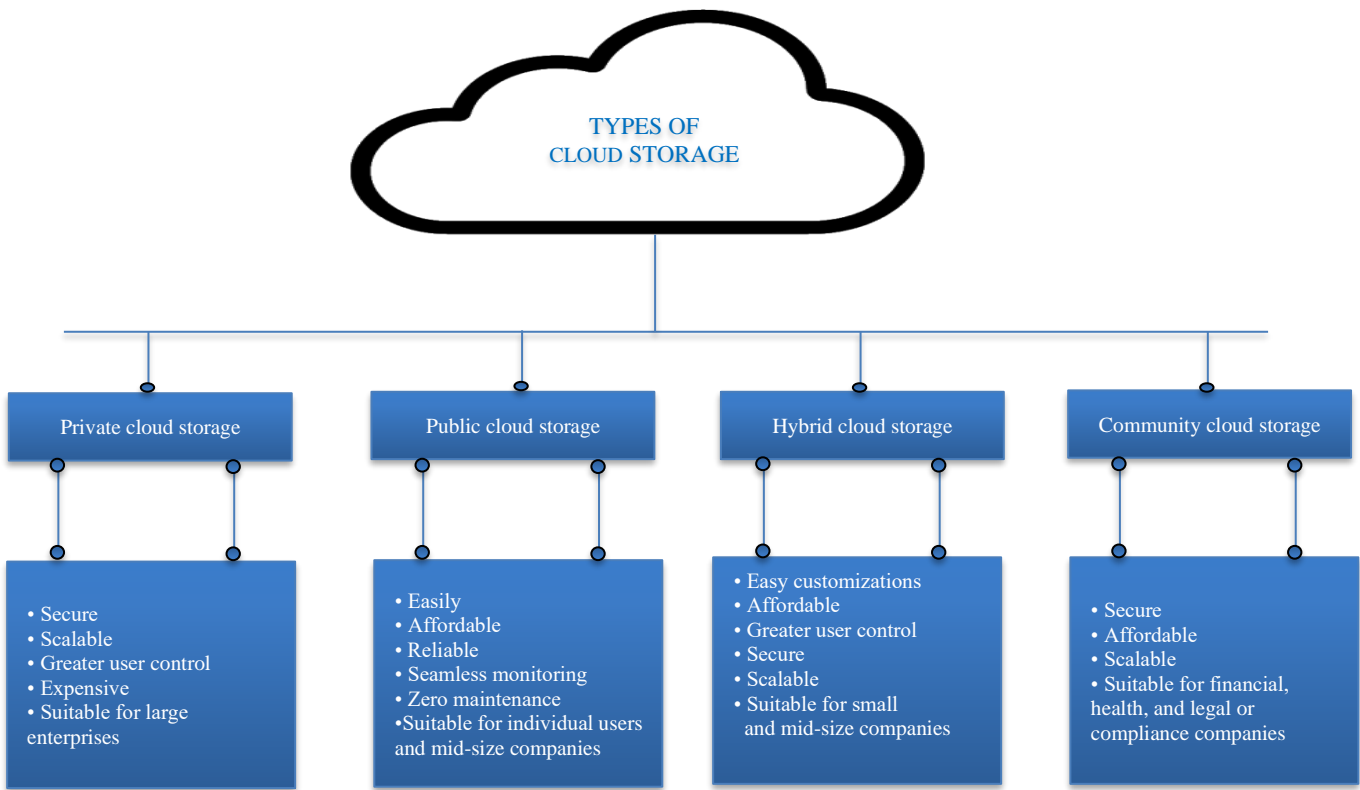 TYPES OF
CLOUD STORAGE
Private cloud storage
Public cloud storage
Hybrid cloud storage
Community cloud storage
• Secure
• Scalable
• Greater user control
• Expensive
• Suitable for large
enterprises
• Easily
• Affordable
• Reliable
• Seamless monitoring
• Zero maintenance
•Suitable for individual users
and mid-size companies
• Easy customizations
• Affordable
• Greater user control
• Secure
• Scalable
• Suitable for small
and mid-size companies
• Secure
• Affordable
• Scalable
• Suitable for financial,
health, and legal or
compliance companies